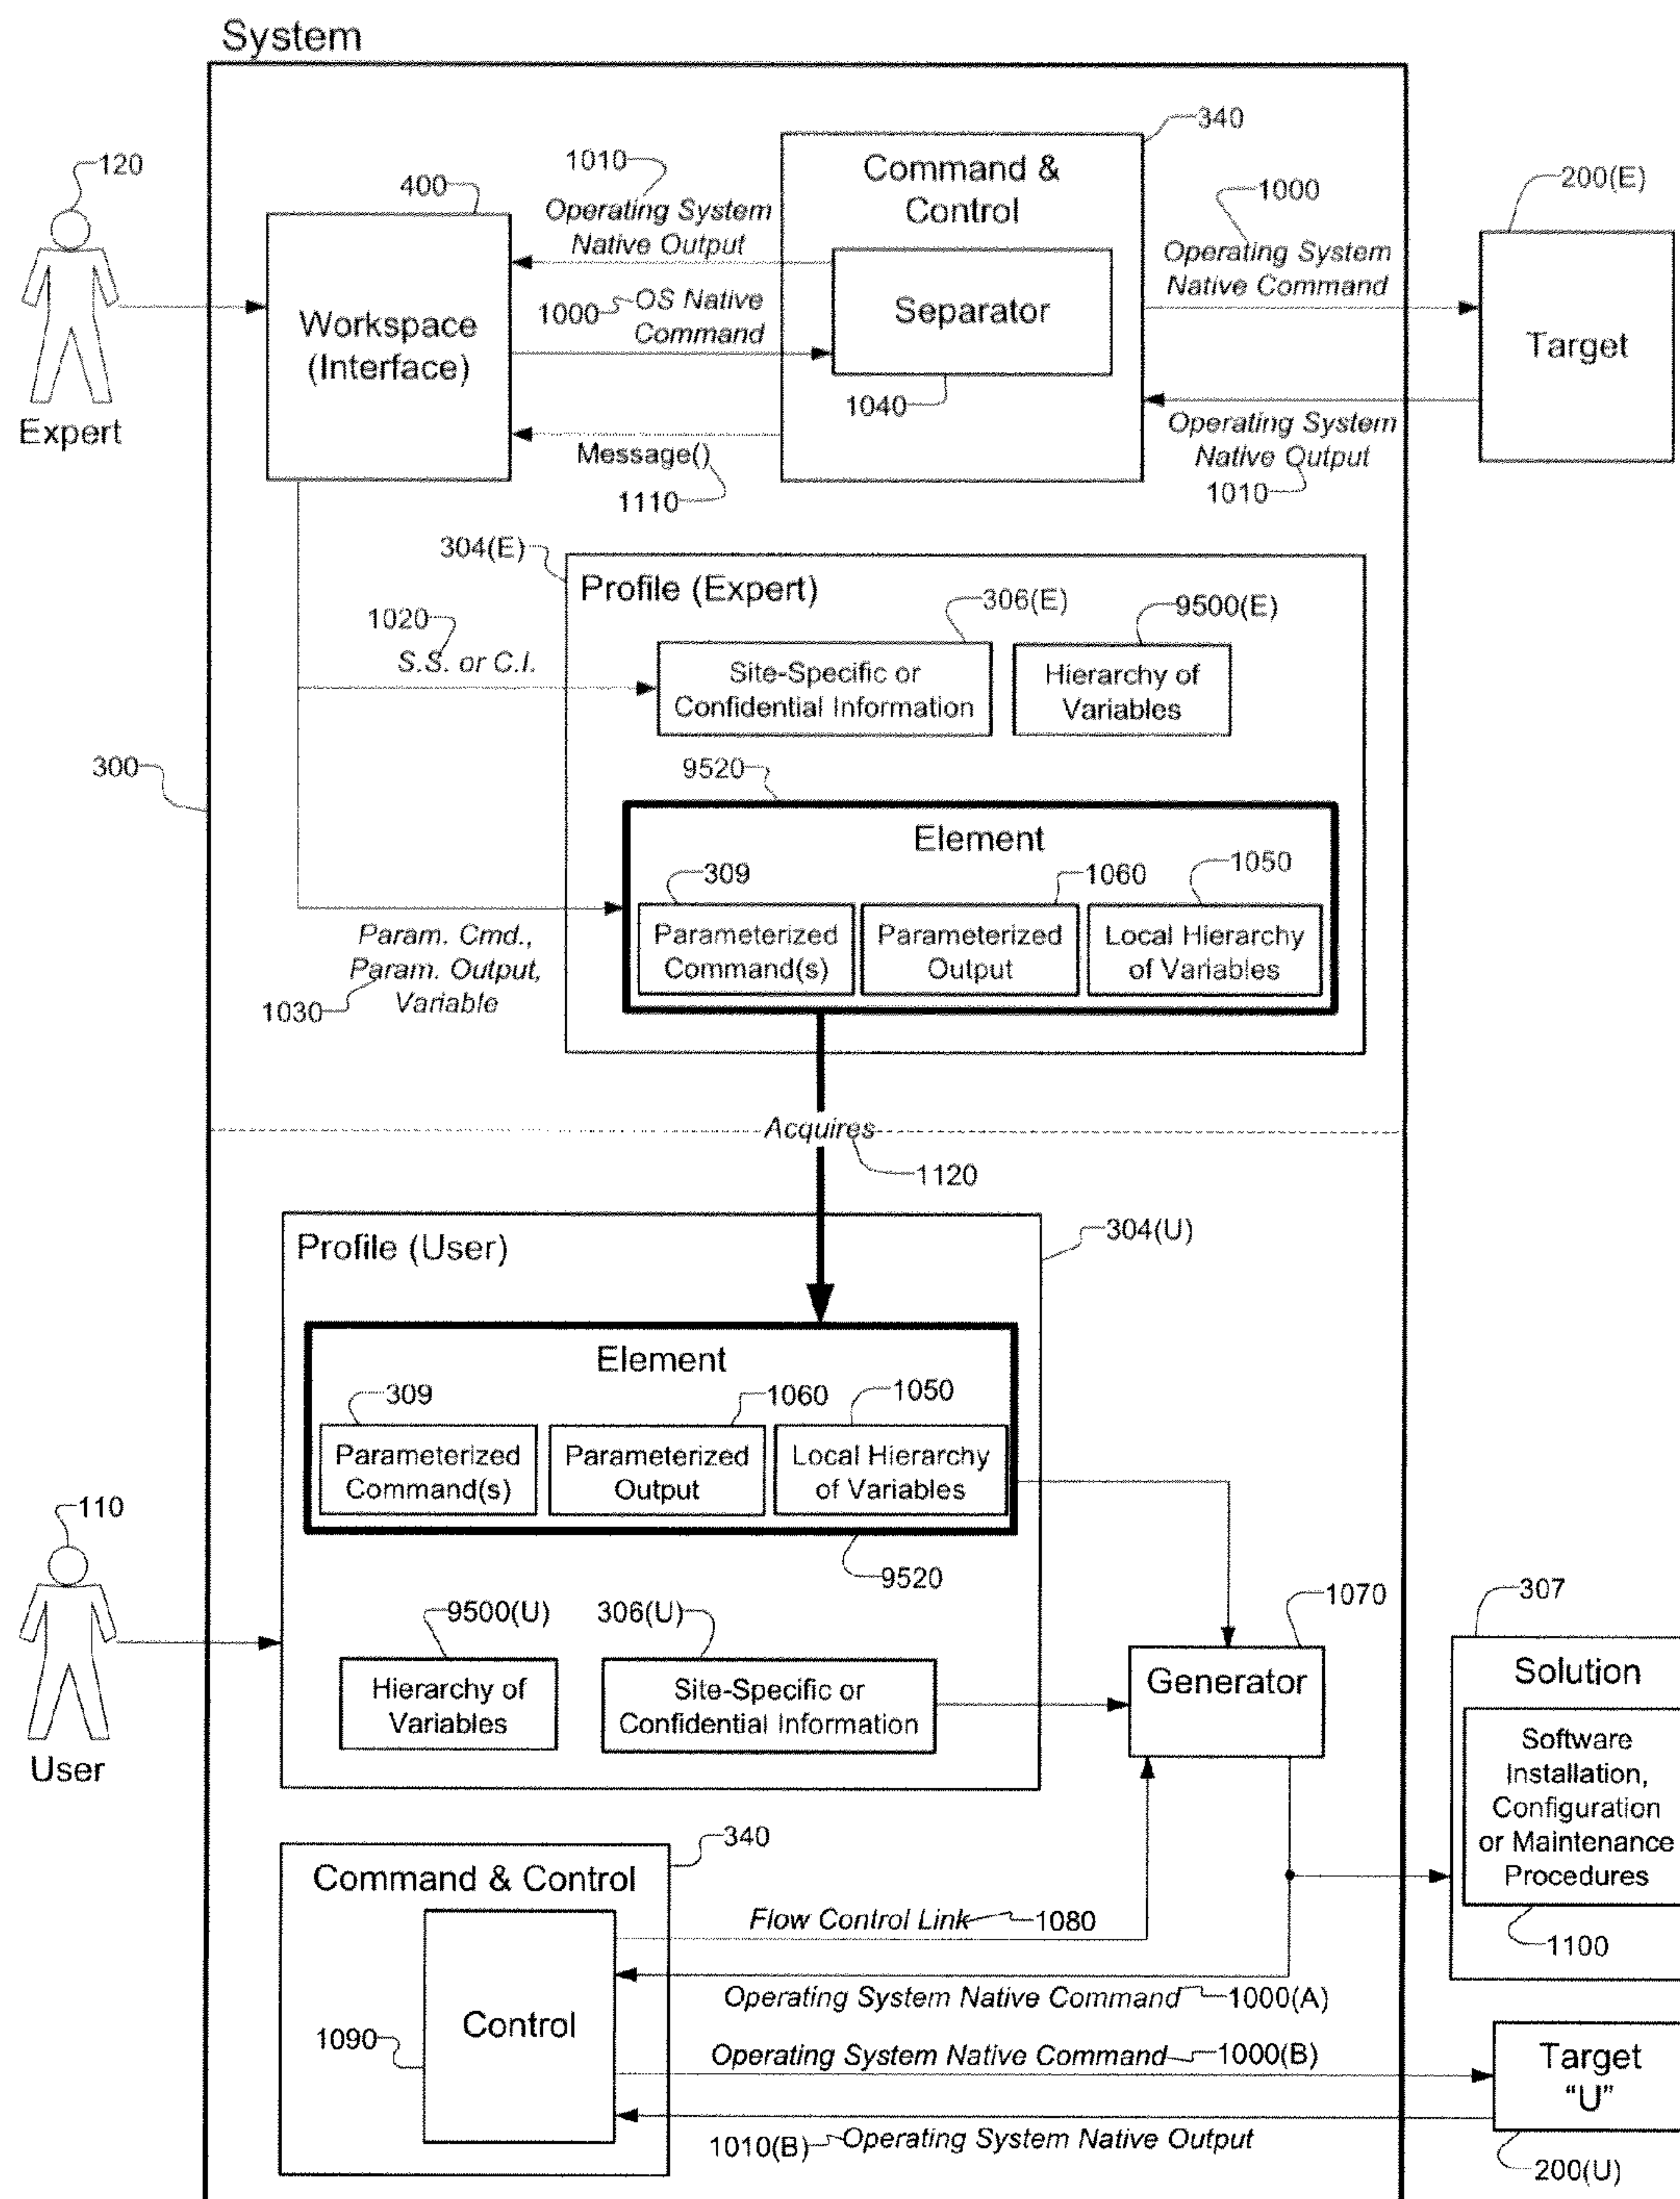 System
120
Expert
400
Workspace
(Interface)
1010
Operating System
Native Output
1000
OS Native
Command
Message()
1110
340
Command &
Control
Separator
1040
1000
Operating System
Native Command
Operating System
Native Output
1010
200(E)
Target
300
304(E)
Profile (Expert)
1020
S.S. or C.I.
306(E)
Site-Specific or
Confidential Information
9500(E)
Hierarchy of
Variables
9520
Element
309
Parameterized
Command(s)
1060
Parameterized
Output
1050
Local Hierarchy
of Variables
Param. Cmd.,
Param. Output,
Variable
1030
Acquires
1120
304(U)
Profile (User)
Element
309
Parameterized
Command(s)
1060
Parameterized
Output
1050
Local Hierarchy
of Variables
9520
110
User
9500(U)
Hierarchy of
Variables
306(U)
Site-Specific or
Confidential Information
1070
Generator
307
Solution
Software
Installation,
Configuration
or Maintenance
Procedures
1100
340
Command & Control
1090
Control
Flow Control Link
1080
Operating System Native Command
1000(A)
Operating System Native Command
1000(B)
1010(B)
Operating System Native Output
Target
“U”
200(U)